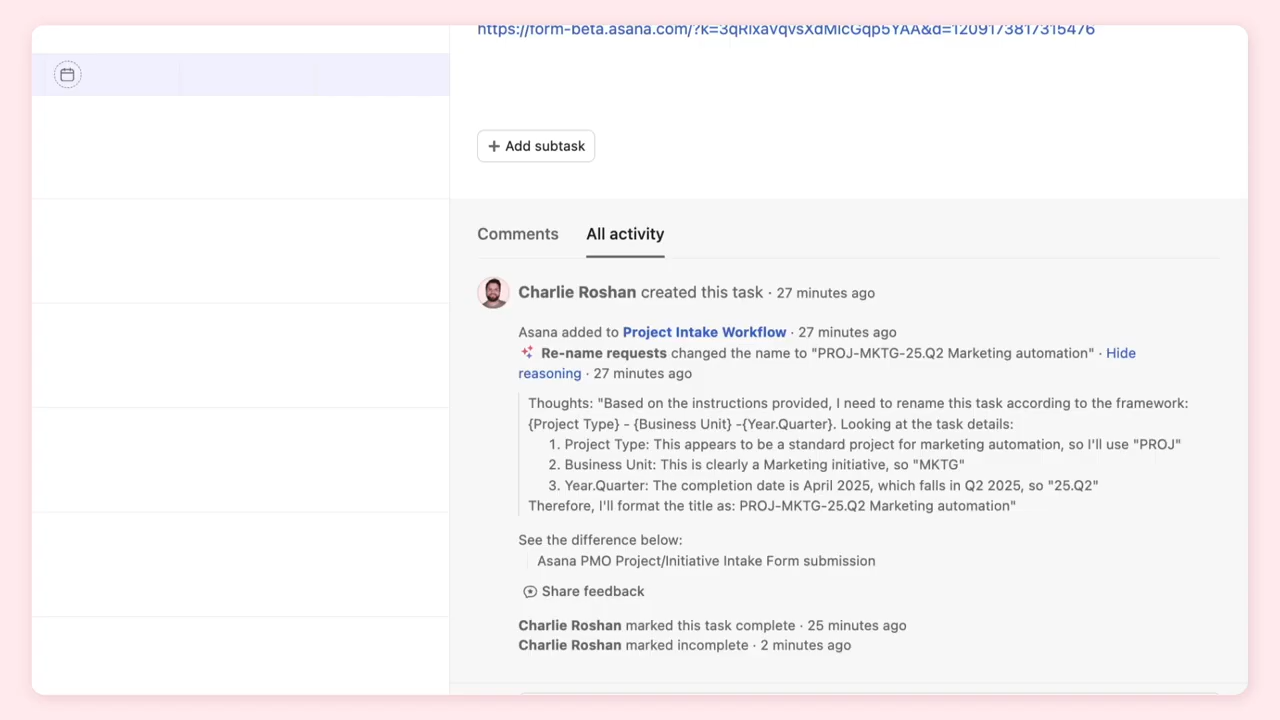 https://form-beta.asana.com/?k=3qRlxaVqvsXdMicGqp5YAA&d=1209173817315476
Add subtask
Comments All activity
Charlie Roshan created this task · 27 minutes ago
Asana added to Project Intake Workflow · 27 minutes ago
Re-name requests changed the name to "PROJ-MKTG-25.Q2 Marketing automation" · Hide
reasoning · 27 minutes ago
Thoughts: "Based on the instructions provided, I need to rename this task according to the framework:
{Project Type} - {Business Unit} -{Year.Quarter}. Looking at the task details:
1. Project Type: This appears to be a standard project for marketing automation, so I'll use "PROJ"
2. Business Unit: This is clearly a Marketing initiative, so "MKTG"
3. Year.Quarter: The completion date is April 2025, which falls in Q2 2025, so "25.Q2"
Therefore, I'll format the title as: PROJ-MKTG-25.Q2 Marketing automation"
See the difference below:
Asana PMO Project/Initiative Intake Form submission
Share feedback
Charlie Roshan marked this task complete · 25 minutes ago
Charlie Roshan marked incomplete · 2 minutes ago